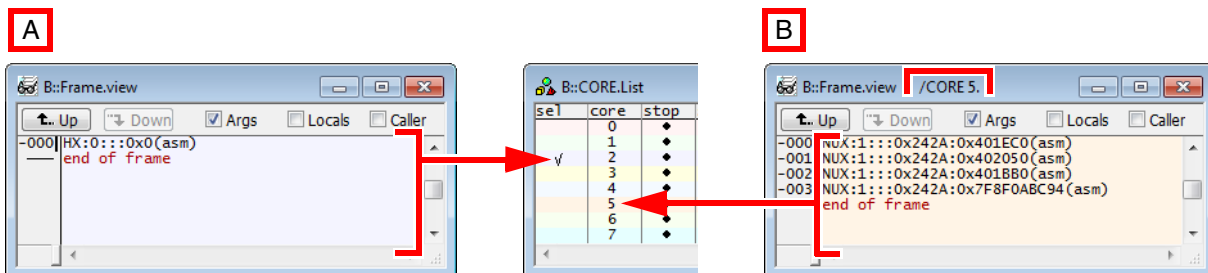 A
B
B::Frame.view
Up Down Args Locals Caller
-000 HX:0:::0x0(asm)
end of frame
B::CORE.List
sel core stop
0
1
√ 2
3
4
5
6
7
B::Frame.view /CORE 5.
Up Down Args Locals Caller
-000 NUX:1:::0x242A:0x401EC0(asm)
-001 NUX:1:::0x242A:0x402050(asm)
-002 NUX:1:::0x242A:0x401BB0(asm)
-003 NUX:1:::0x242A:0x7F8F0ABC94(asm)
end of frame